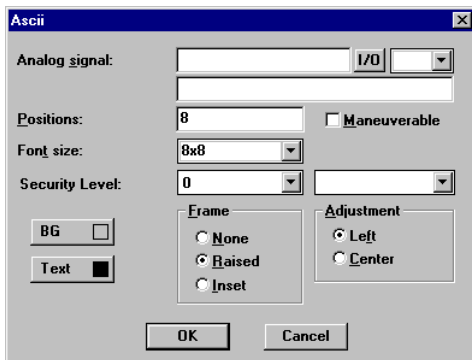 Ascii
Analog signal:
I/O
Positions:
8
Maneuverable
Font size:
8x8
Security Level:
0
BG
Text
Frame
None
Raised
Inset
Adjustment
Left
Center
OK
Cancel